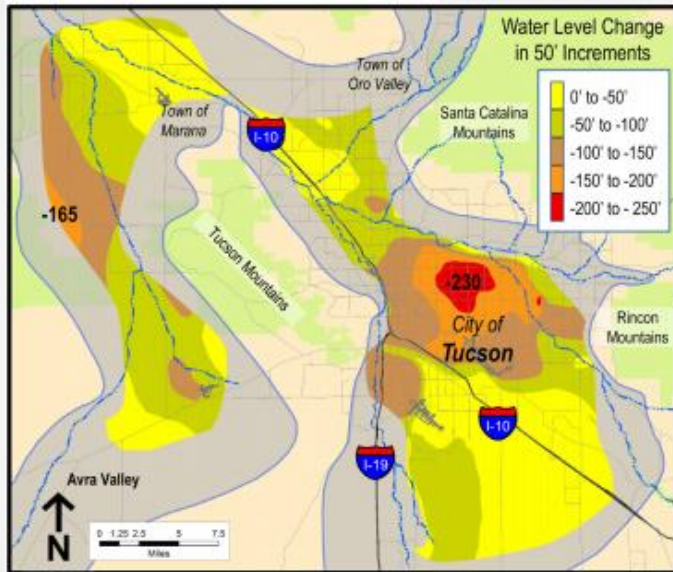 Water Level Change
in 50' Increments
0' to -50'
-50' to -100'
-100' to -150'
-150' to -200'
-200' to - 250'
Town of
Oro Valley
Santa Catalina
Mountains
Town of
Marana
I-10
-165
Tucson Mountains
-230
City of
Tucson
Rincon
Mountains
I-10
I-19
Avra Valley
N
0 1.25 2.5 5 7.5
Miles